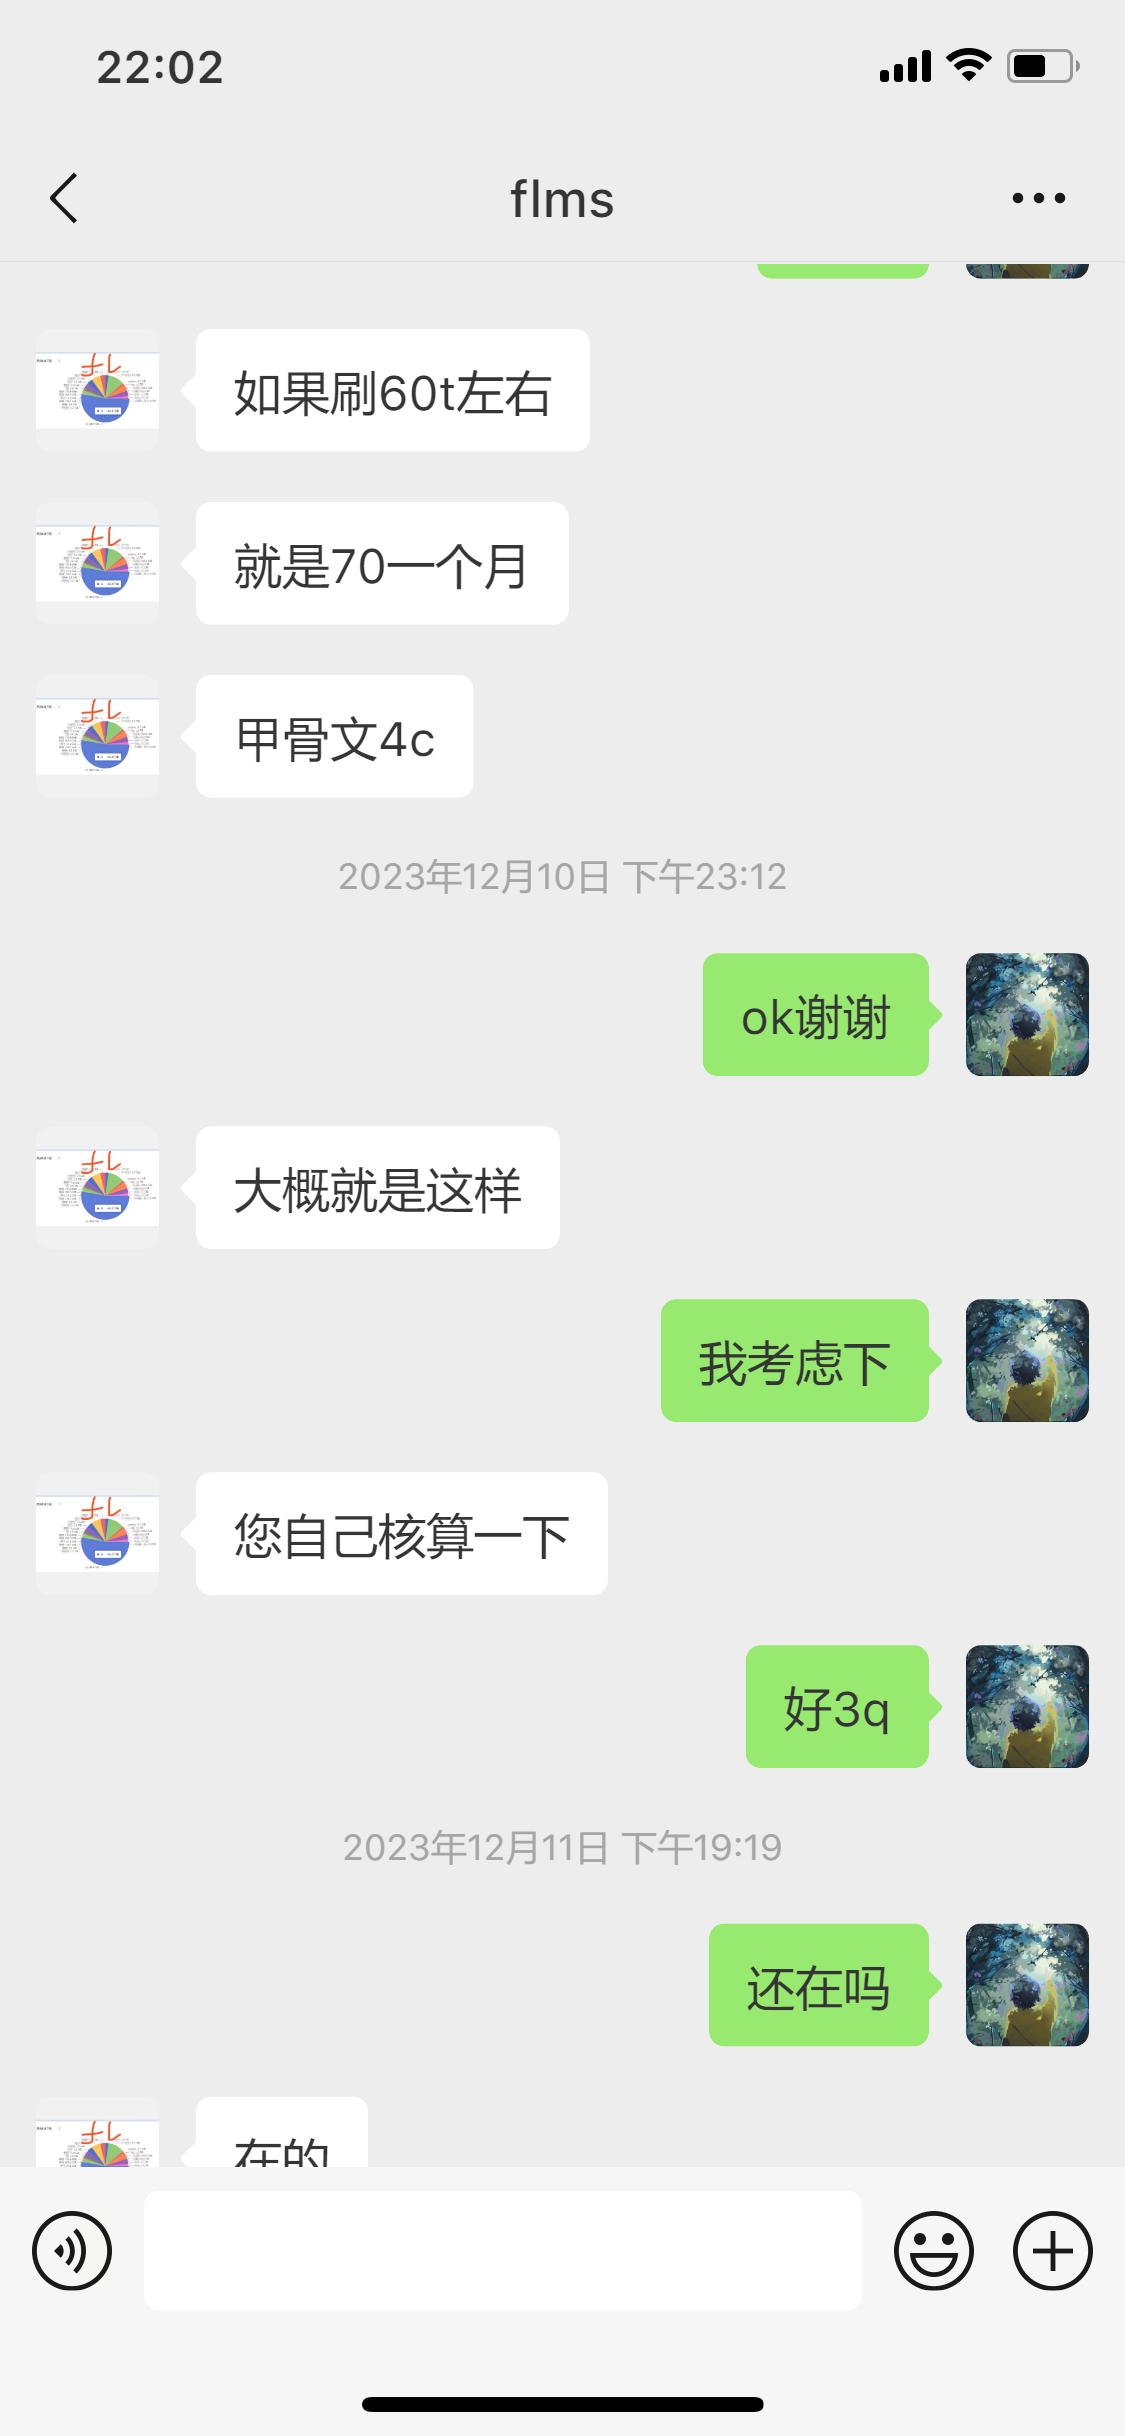 22:02
flms
如果刷60t左右
就是70一个月
甲骨文4c
2023年12月10日 下午23:12
ok谢谢
大概就是这样
我考虑下
您自己核算一下
好3q
2023年12月11日 下午19:19
还在吗
在的